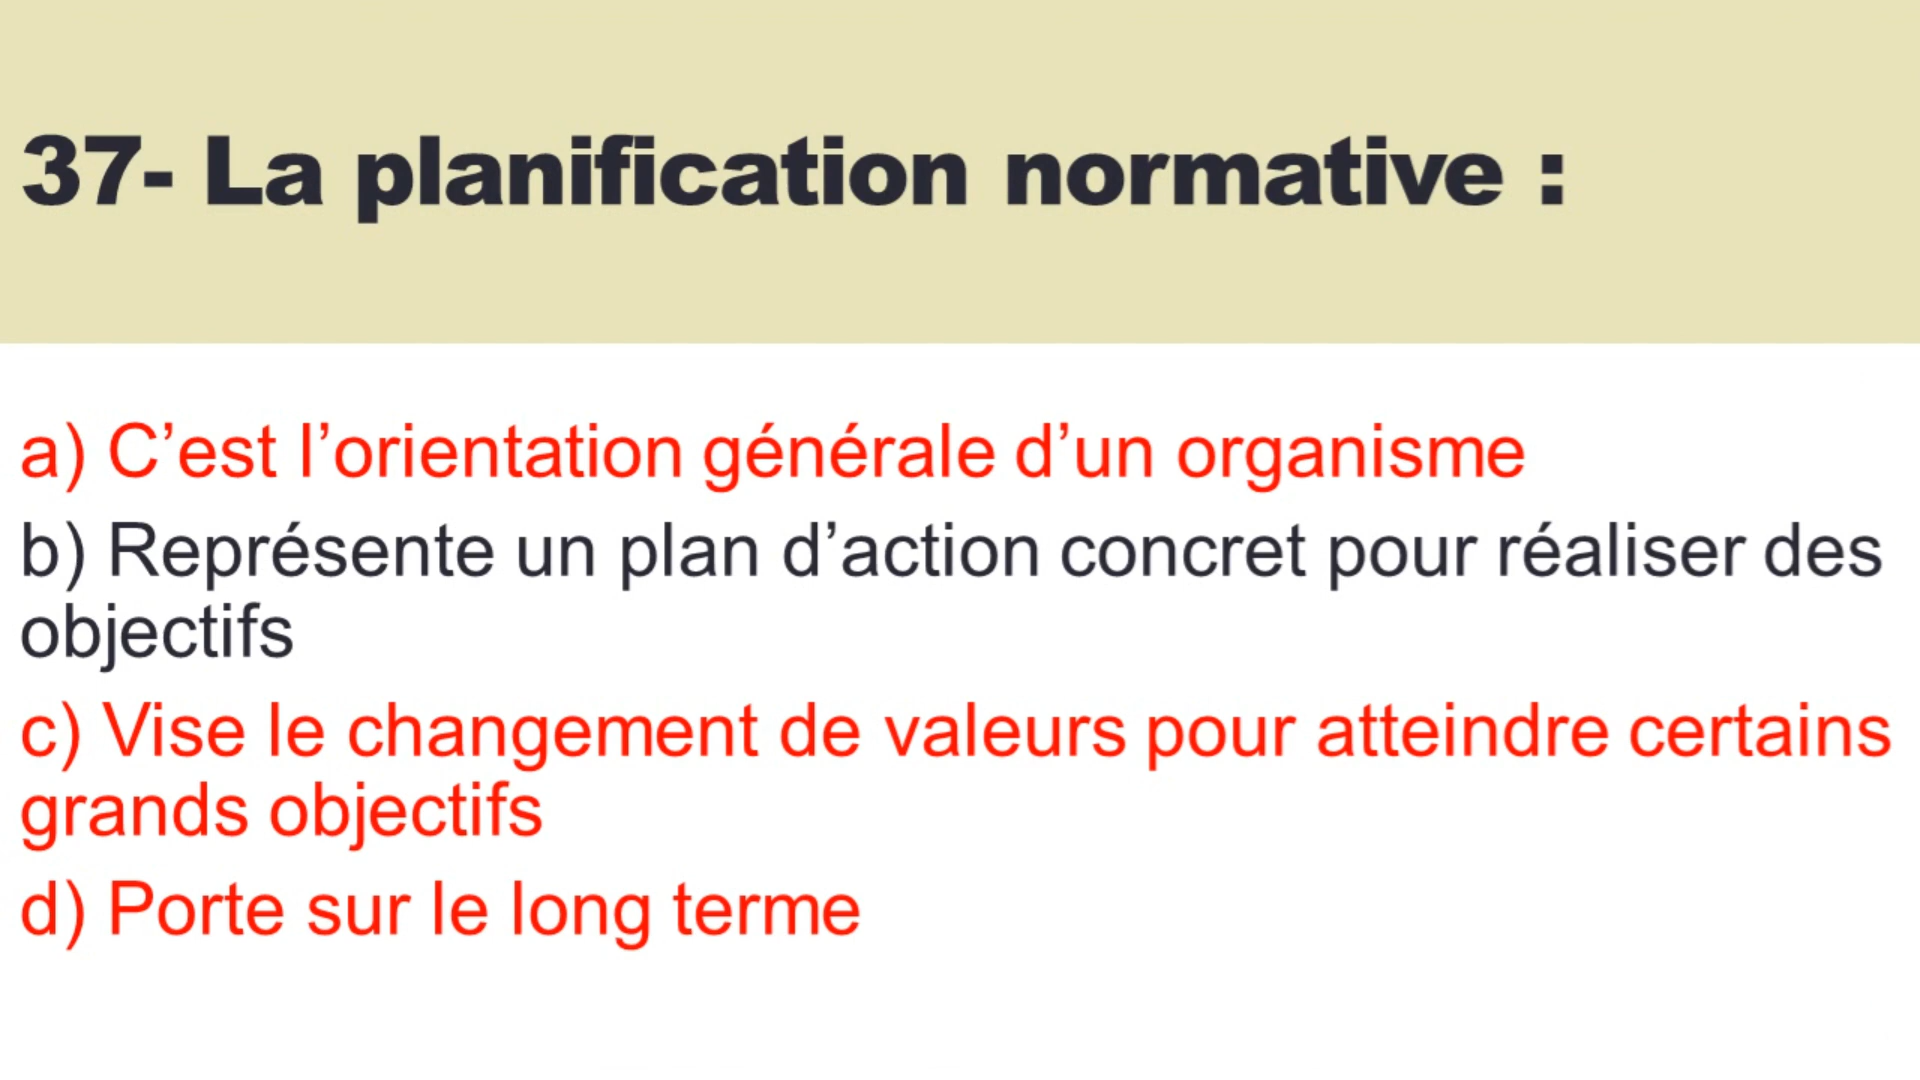 37- La planification normative :
a) C’est l’orientation générale d’un organisme
b) Représente un plan d’action concret pour réaliser des
objectifs
c) Vise le changement de valeurs pour atteindre certains
grands objectifs
d) Porte sur le long terme